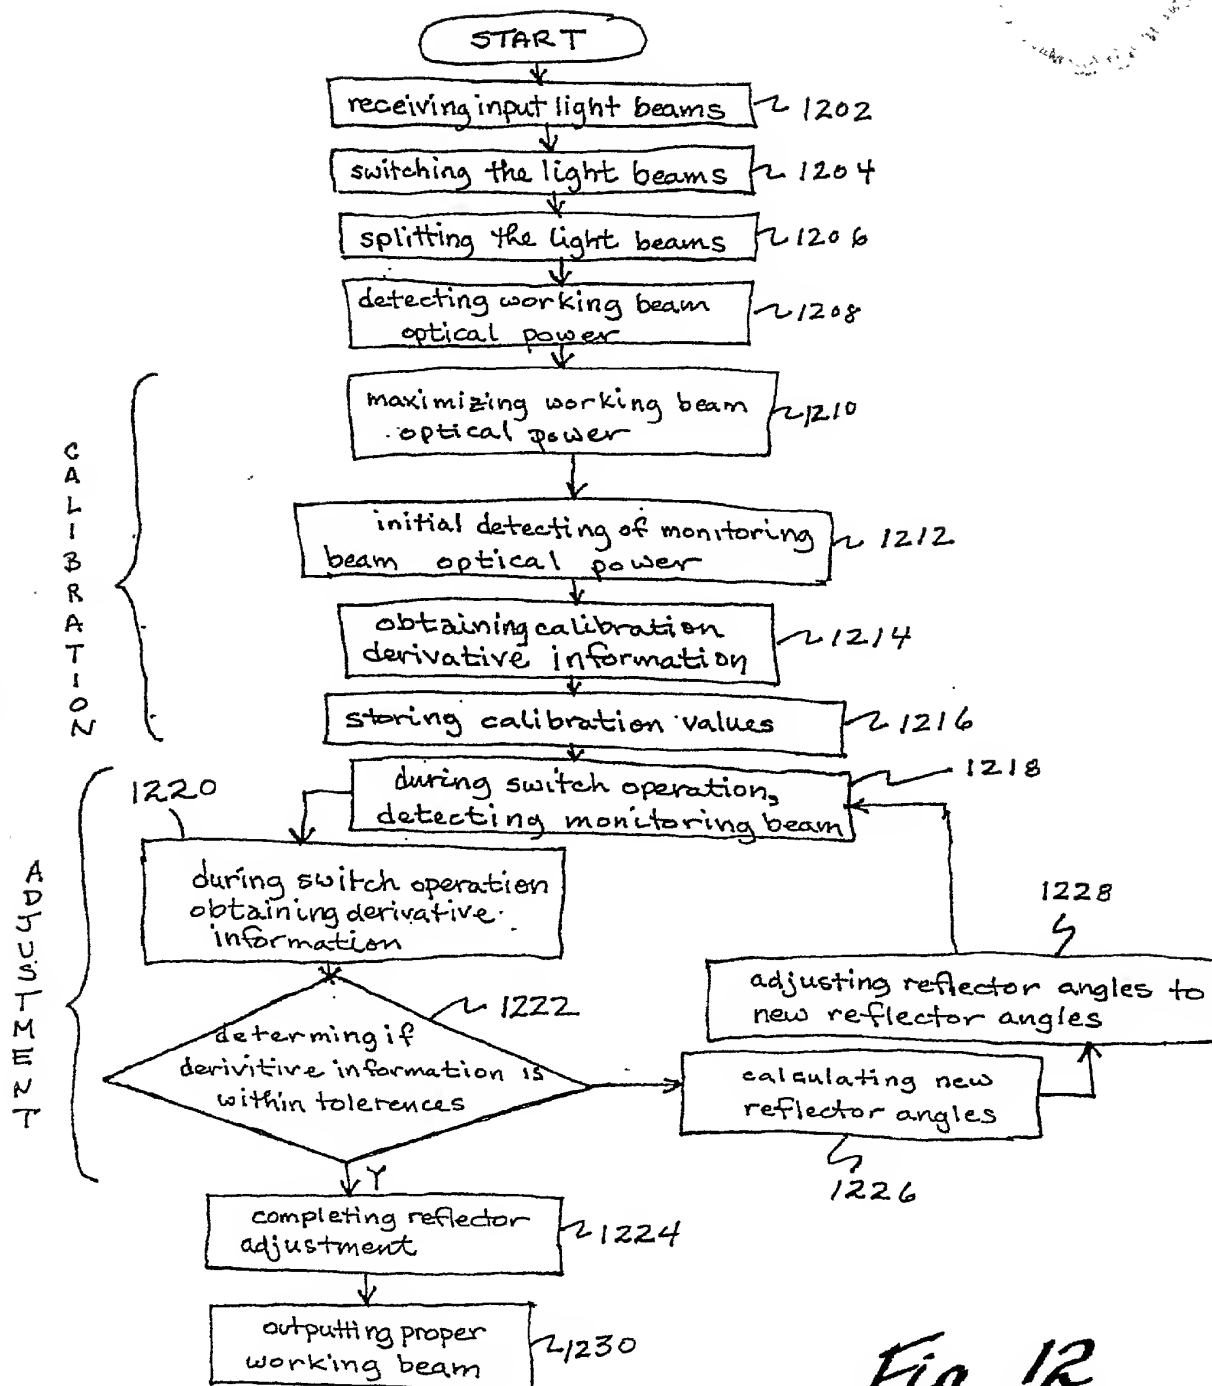 START
receiving input light beams
1202
switching the light beams
1204
splitting the light beams
1206
detecting working beam
optical power
1208
maximizing working beam
optical power
1210
CALIBRATION
initial detecting of monitoring
beam optical power
1212
obtaining calibration
derivative information
1214
storing calibration values
1216
during switch operation,
detecting monitoring beam
1218
1220
during switch operation
obtaining derivative
information
ADJUSTMENT
1222
determing if
derivitive information is
within tolerences
1228
adjusting reflector angles to
new reflector angles
calculating new
reflector angles
1226
Y
completing reflector
adjustment
1224
outputting proper
working beam
1230
Fig. 12